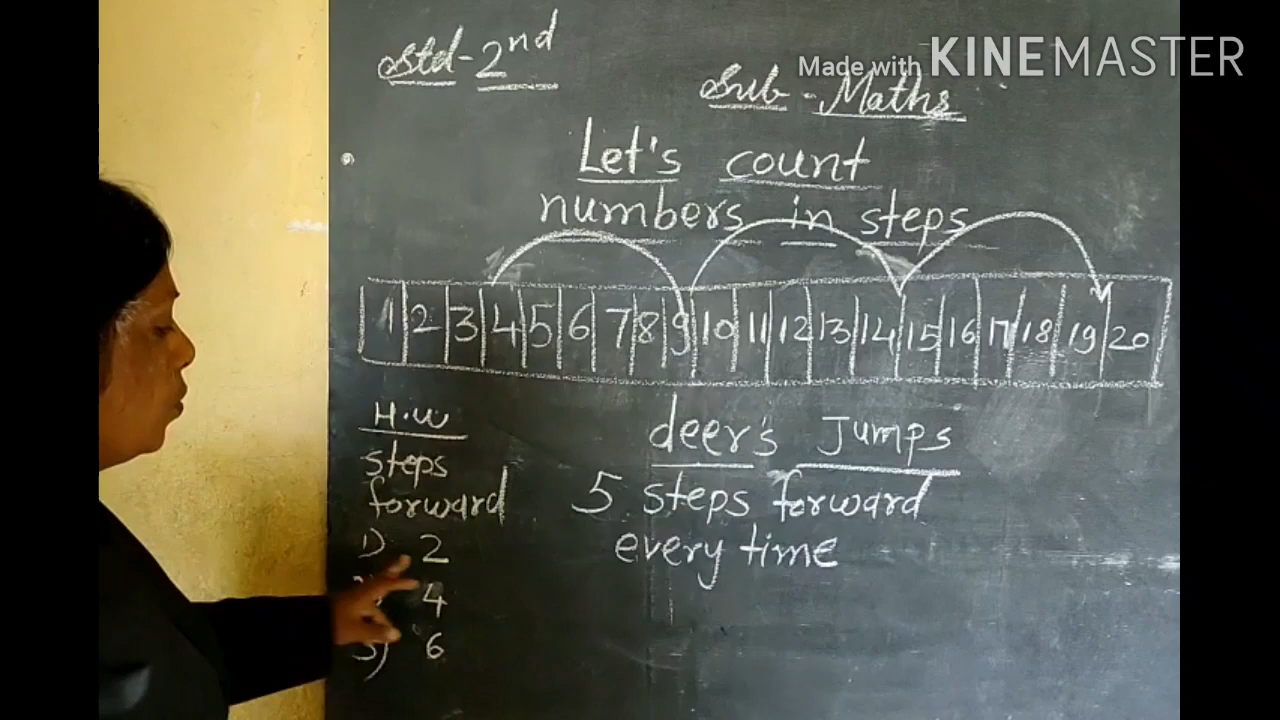 Std-2nd
Made with KINEMASTER
Sub-Maths
Let's count
numbers in steps
1 2 3 4 5 6 7 8 9 10 11 12 13 14 15 16 17 18 19 20
H.W
steps
forward
1) 2
4
3) 6
deer's Jumps
5 steps forward
every time